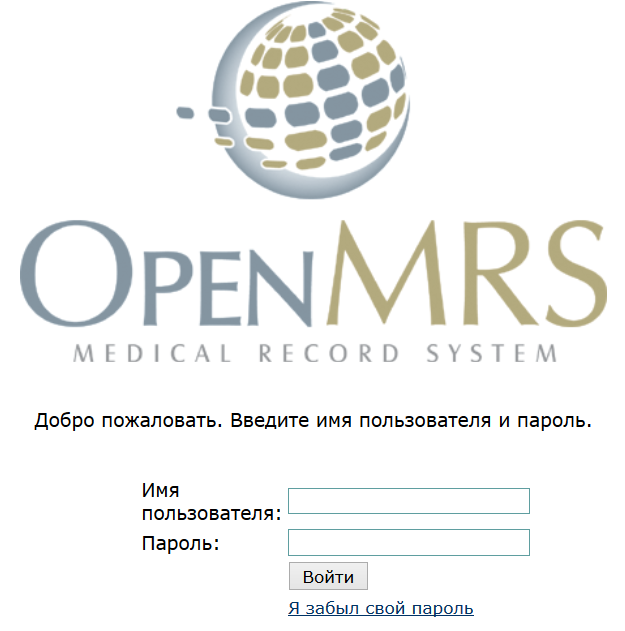 OPENMRS
MEDICAL RECORD SYSTEM
Добро пожаловать. Введите имя пользователя и пароль.
Имя
пользователя:
Пароль:
Войти
Я забыл свой пароль